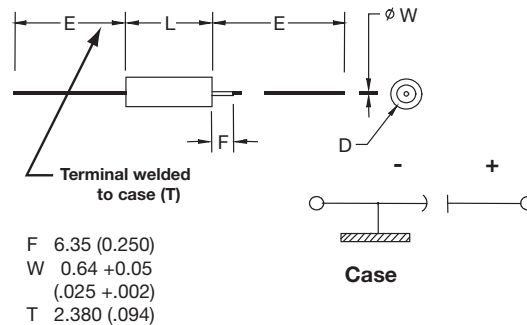 E L E ϕ W
F
D
Terminal welded
to case (T)
- +
Case
F 6.35 (0.250)
W 0.64 +0.05
(.025 +.002)
T 2.380 (.094)